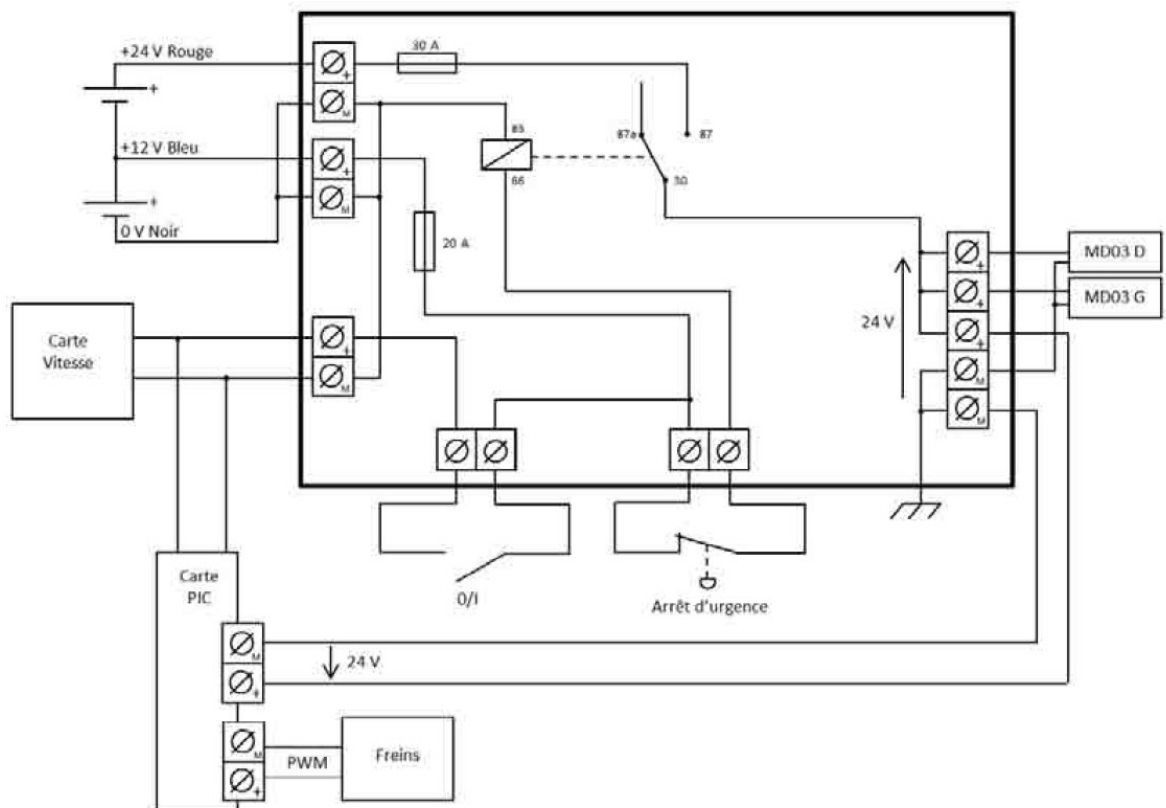 +24 V Rouge
30 A
+
M
87a
87
85
+12 V Bleu
+
66
30
M
0 V Noir
20 A
+
MD03 D
+
MD03 G
24 V
+
Carte
Vitesse
+
M
M
M
Carte
PIC
0/I
Arrêt d'urgence
M
24 V
+
M
PWM
Freins
+